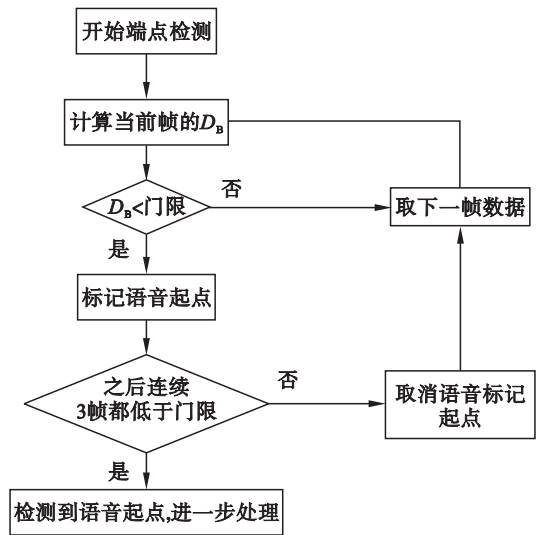 开始端点检测
计算当前帧的D_B
D_B<门限
否
取下一帧数据
是
标记语音起点
之后连续
3帧都低于门限
否
取消语音标记
起点
是
检测到语音起点,进一步处理